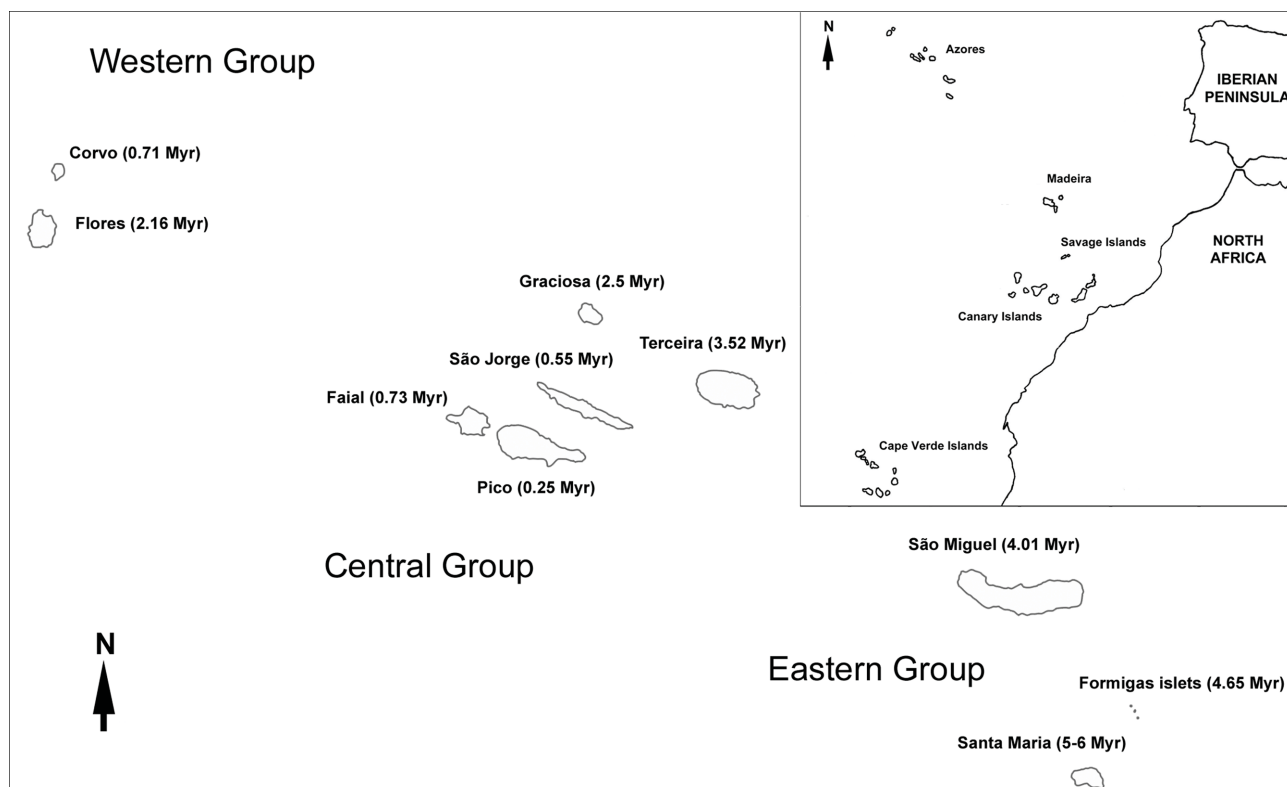 Western Group
Corvo (0.71 Myr)
Flores (2.16 Myr)
Graciosa (2.5 Myr)
Terceira (3.52 Myr)
São Jorge (0.55 Myr)
Faial (0.73 Myr)
Pico (0.25 Myr)
Central Group
N
São Miguel (4.01 Myr)
Eastern Group
Formigas islets (4.65 Myr)
Santa Maria (5-6 Myr)
N
Azores
IBERIAN
PENINSULA
Madeira
Savage Islands
NORTH
AFRICA
Canary Islands
Cape Verde Islands